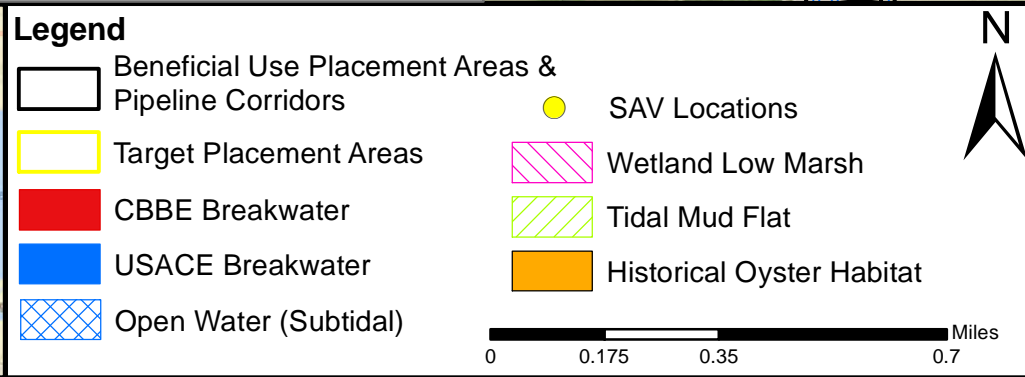 Legend
N
Beneficial Use Placement Areas &
Pipeline Corridors
Target Placement Areas
CBBE Breakwater
USACE Breakwater
Open Water (Subtidal)
SAV Locations
Wetland Low Marsh
Tidal Mud Flat
Historical Oyster Habitat
Miles
0 0.175 0.35 0.7